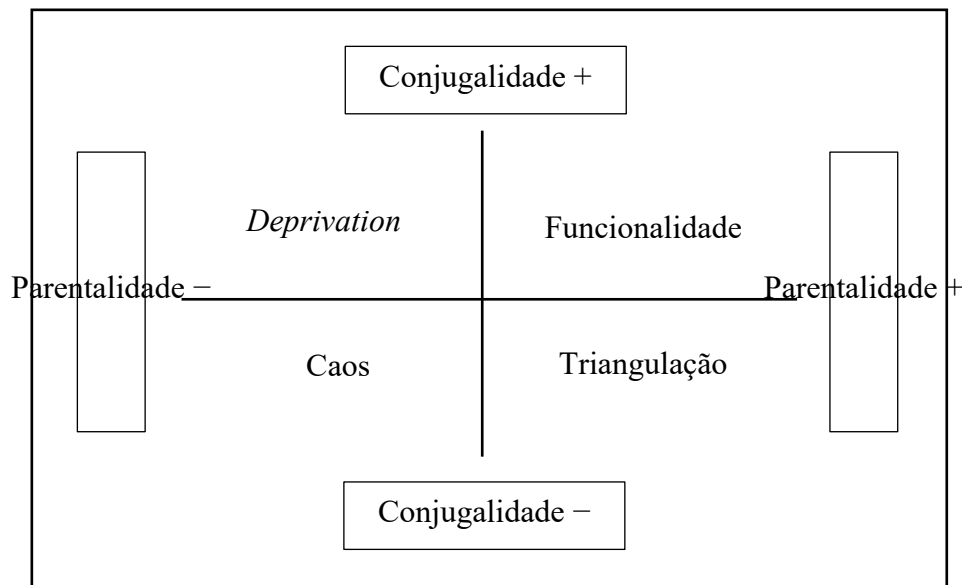 Conjugalidade +
Deprivation
Funcionalidade
Parentalidade −
Parentalidade +
Caos
Triangulação
Conjugalidade −